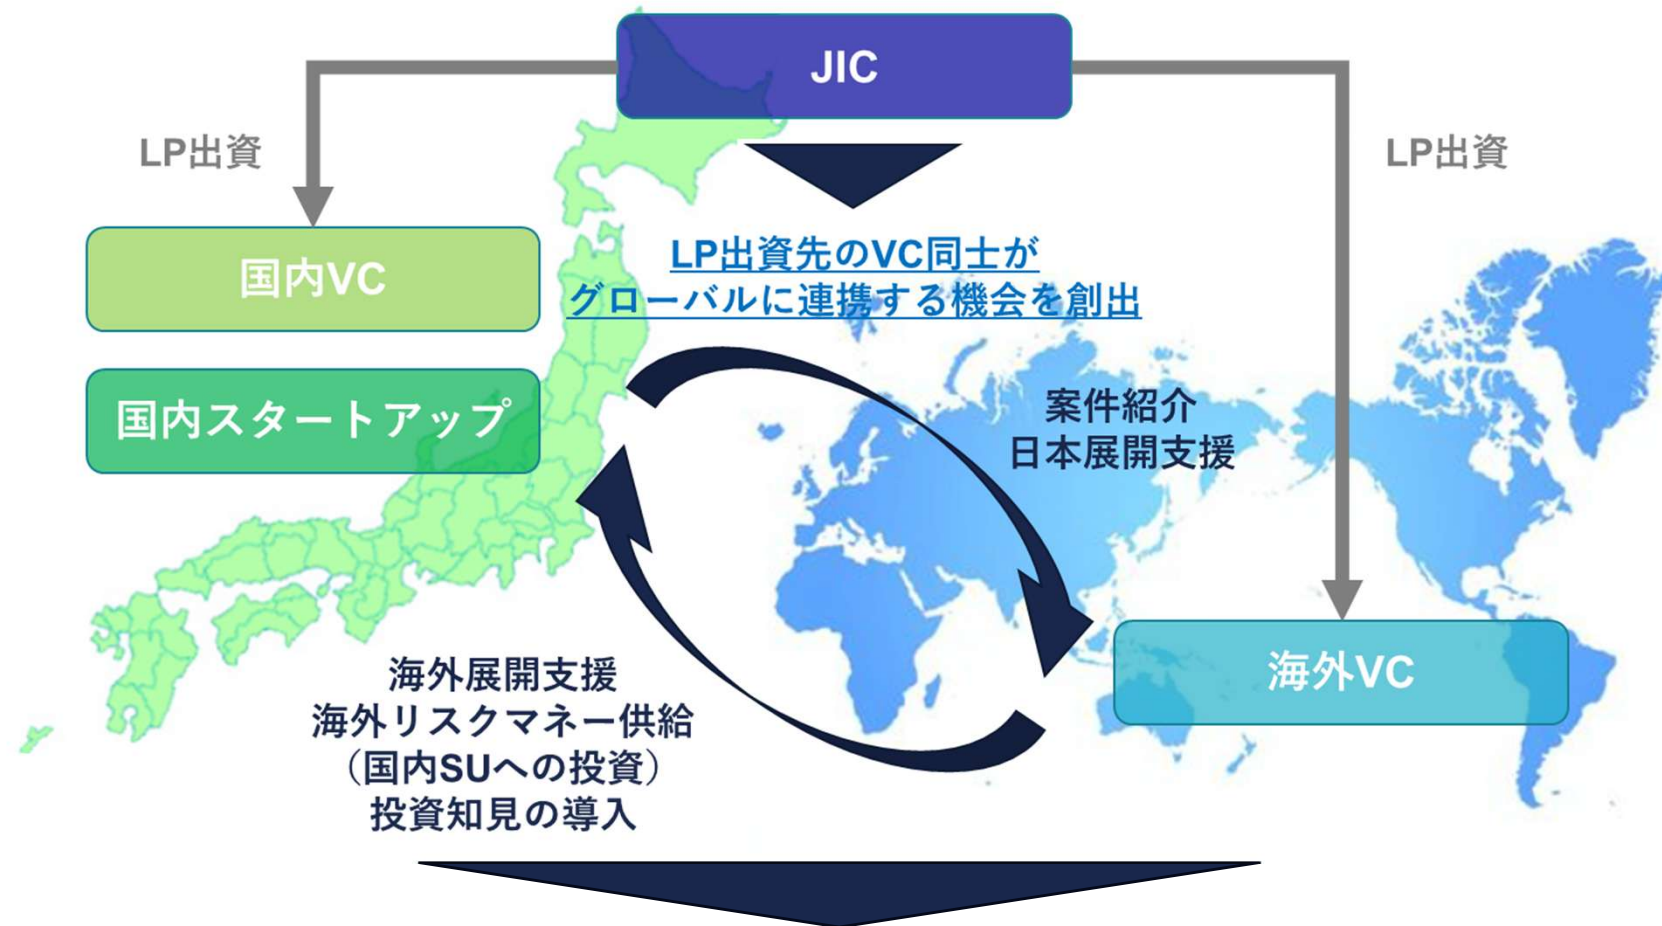 JIC
LP出資
LP出資
国内VC
LP出資先のVC同士が
グローバルに連携する機会を創出
国内スタートアップ
案件紹介
日本展開支援
海外VC
海外展開支援
海外リスクマネー供給
（国内SUへの投資）
投資知見の導入